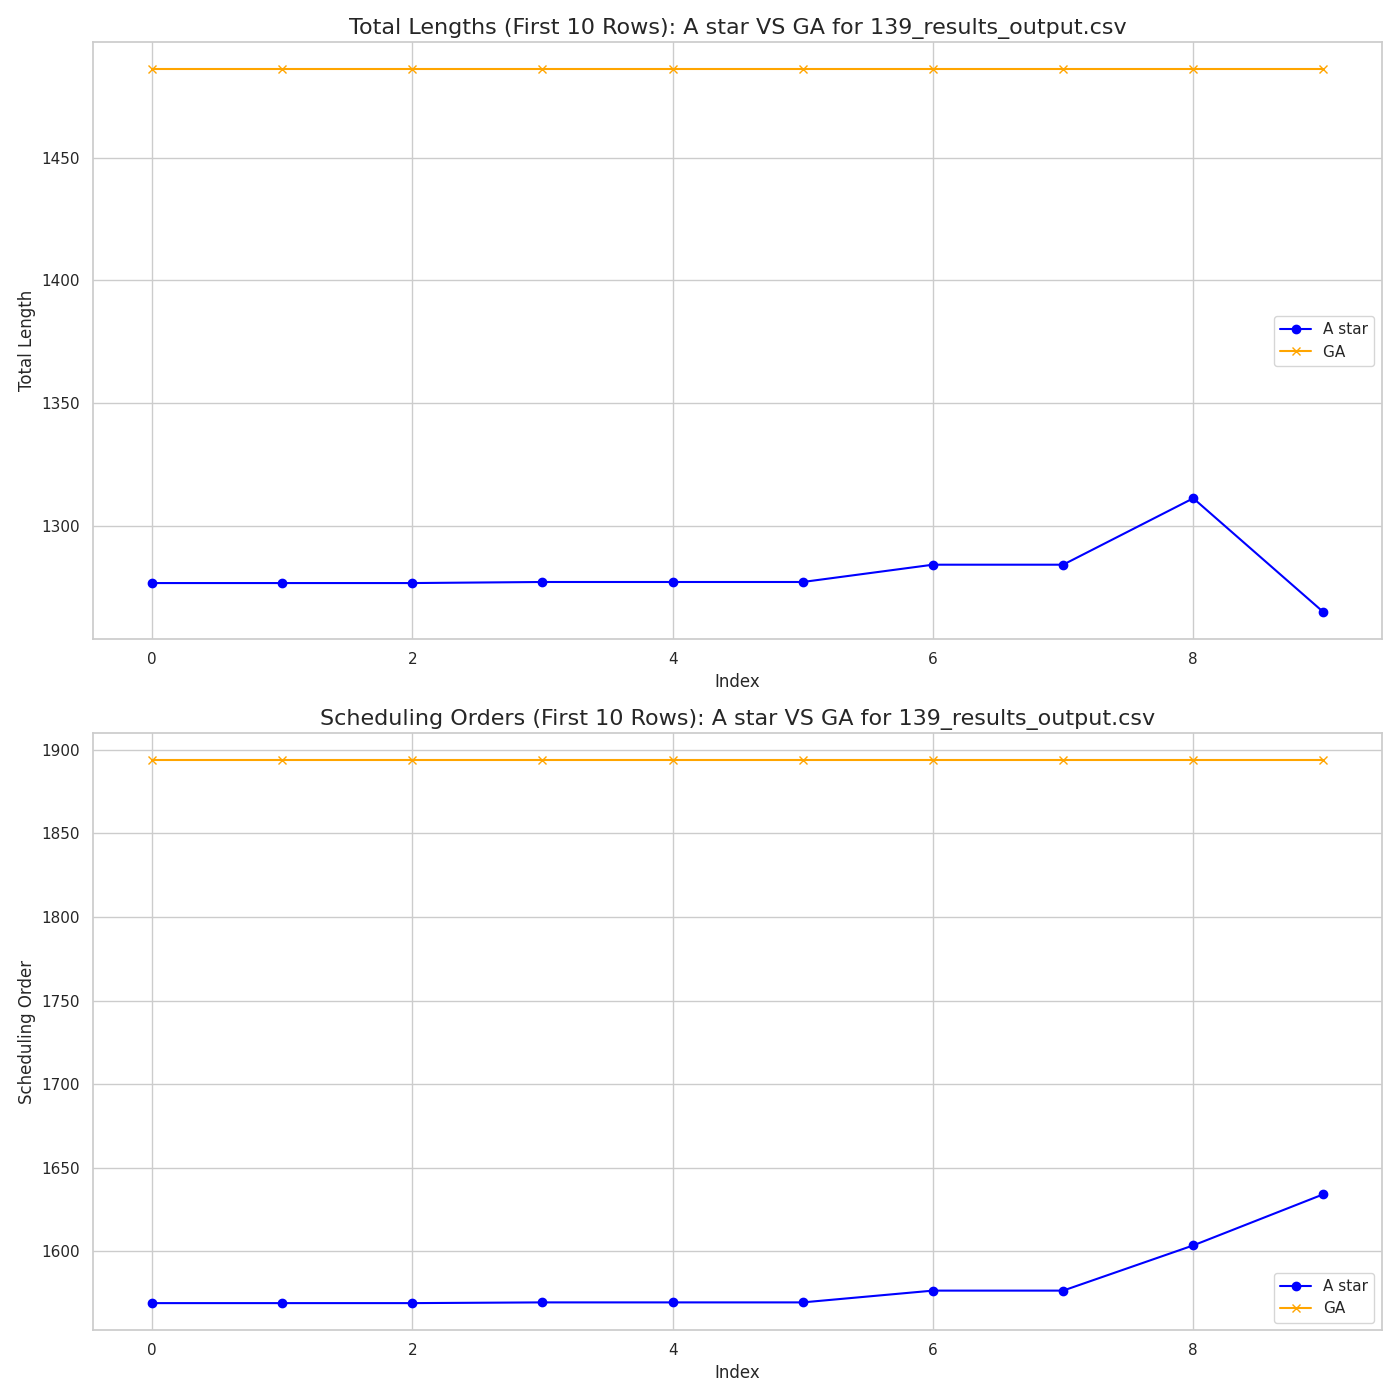 Total Lengths (First 10 Rows): A star VS GA for 139_results_output.csv
1450
1400
1350
1300
Total Length
A star
GA
0 2 4 6 8
Index
Scheduling Orders (First 10 Rows): A star VS GA for 139_results_output.csv
1900
1850
1800
1750
1700
1650
1600
Scheduling Order
A star
GA
0 2 4 6 8
Index